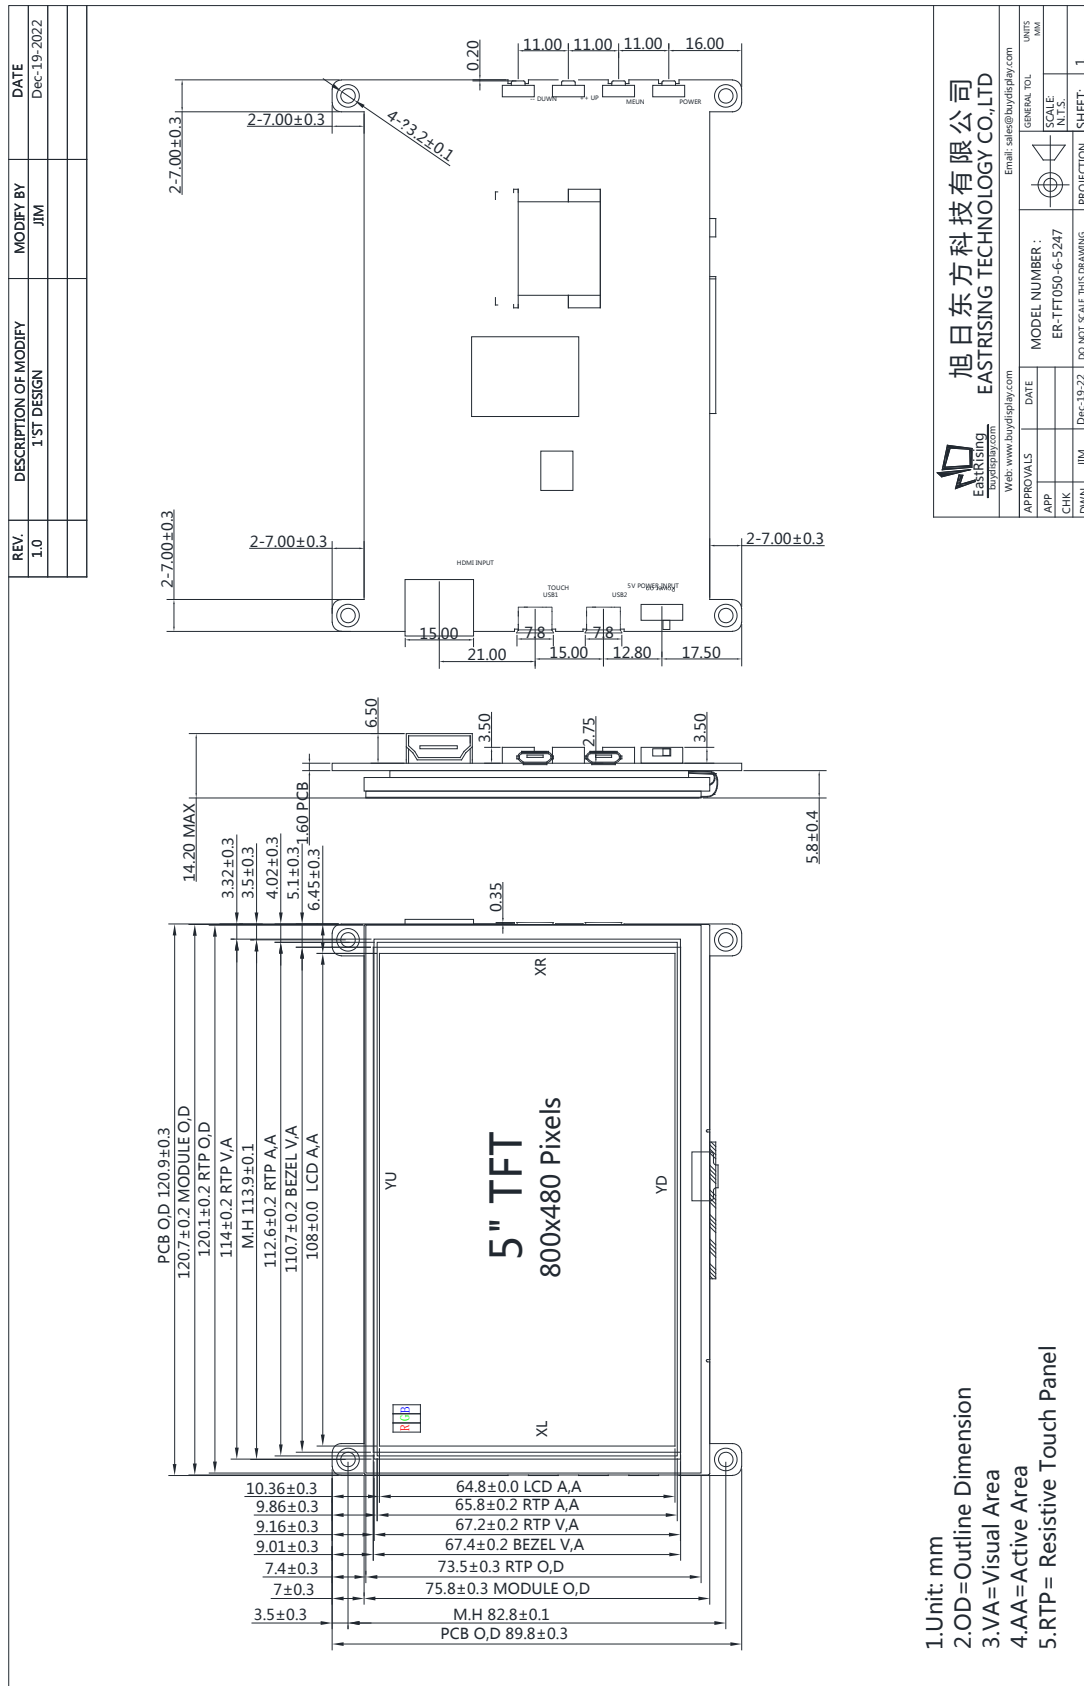 REV.
DESCRIPTION OF MODIFY
MODIFY BY
DATE
1.0
1'ST DESIGN
JIM
Dec-19-2022
PCB O,D 120.9±0.3
120.7±0.2 MODULE O,D
120.1±0.2 RTP O,D
114±0.2 RTP V,A
M.H 113.9±0.1
112.6±0.2 RTP A,A
110.7±0.2 BEZEL V,A
108±0.0 LCD A,A
3.32±0.3
3.5±0.3
4.02±0.3
5.1±0.3
6.45±0.3
0.35
XR
YU
YD
XL
5" TFT
800x480 Pixels
RGB
10.36±0.3
64.8±0.0 LCD A,A
9.86±0.3
65.8±0.2 RTP A,A
9.16±0.3
67.2±0.2 RTP V,A
9.01±0.3
67.4±0.2 BEZEL V,A
7.4±0.3
73.5±0.3 RTP O,D
7±0.3
75.8±0.3 MODULE O,D
3.5±0.3
M.H 82.8±0.1
PCB O,D 89.8±0.3
14.20 MAX
1.60 PCB
6.50
3.50
2.75
3.50
5.8±0.4
2-7.00±0.3
2-7.00±0.3
2-7.00±0.3
HDMI INPUT
TOUCH
USB1
USB2
5V POWER INPUT
Power on
15.00
7.8
7.8
21.00
15.00
12.80
17.50
2-7.00±0.3
2-7.00±0.3
4-?3.2±0.1
0.20
11.00
11.00
11.00
16.00
- DUWN
+ UP
MEUN
POWER
1.Unit: mm
2.OD=Outline Dimension
3.VA=Visual Area
4.AA=Active Area
5.RTP= Resistive Touch Panel
EastRising
buydisplay.com
旭日东方科技有限公司
EASTRISING TECHNOLOGY CO.,LTD
Web: www.buydisplay.com
Email: sales@buydisplay.com
APPROVALS
DATE
MODEL NUMBER :
ER-TFT050-6-5247
GENERAL TOL
UNITS
MM
APP
CHK
SCALE:
N.T.S.
DWN
JIM
Dec-19-22
DO NOT SCALE THIS DRAWING
PROJECTION
SHEET:
1